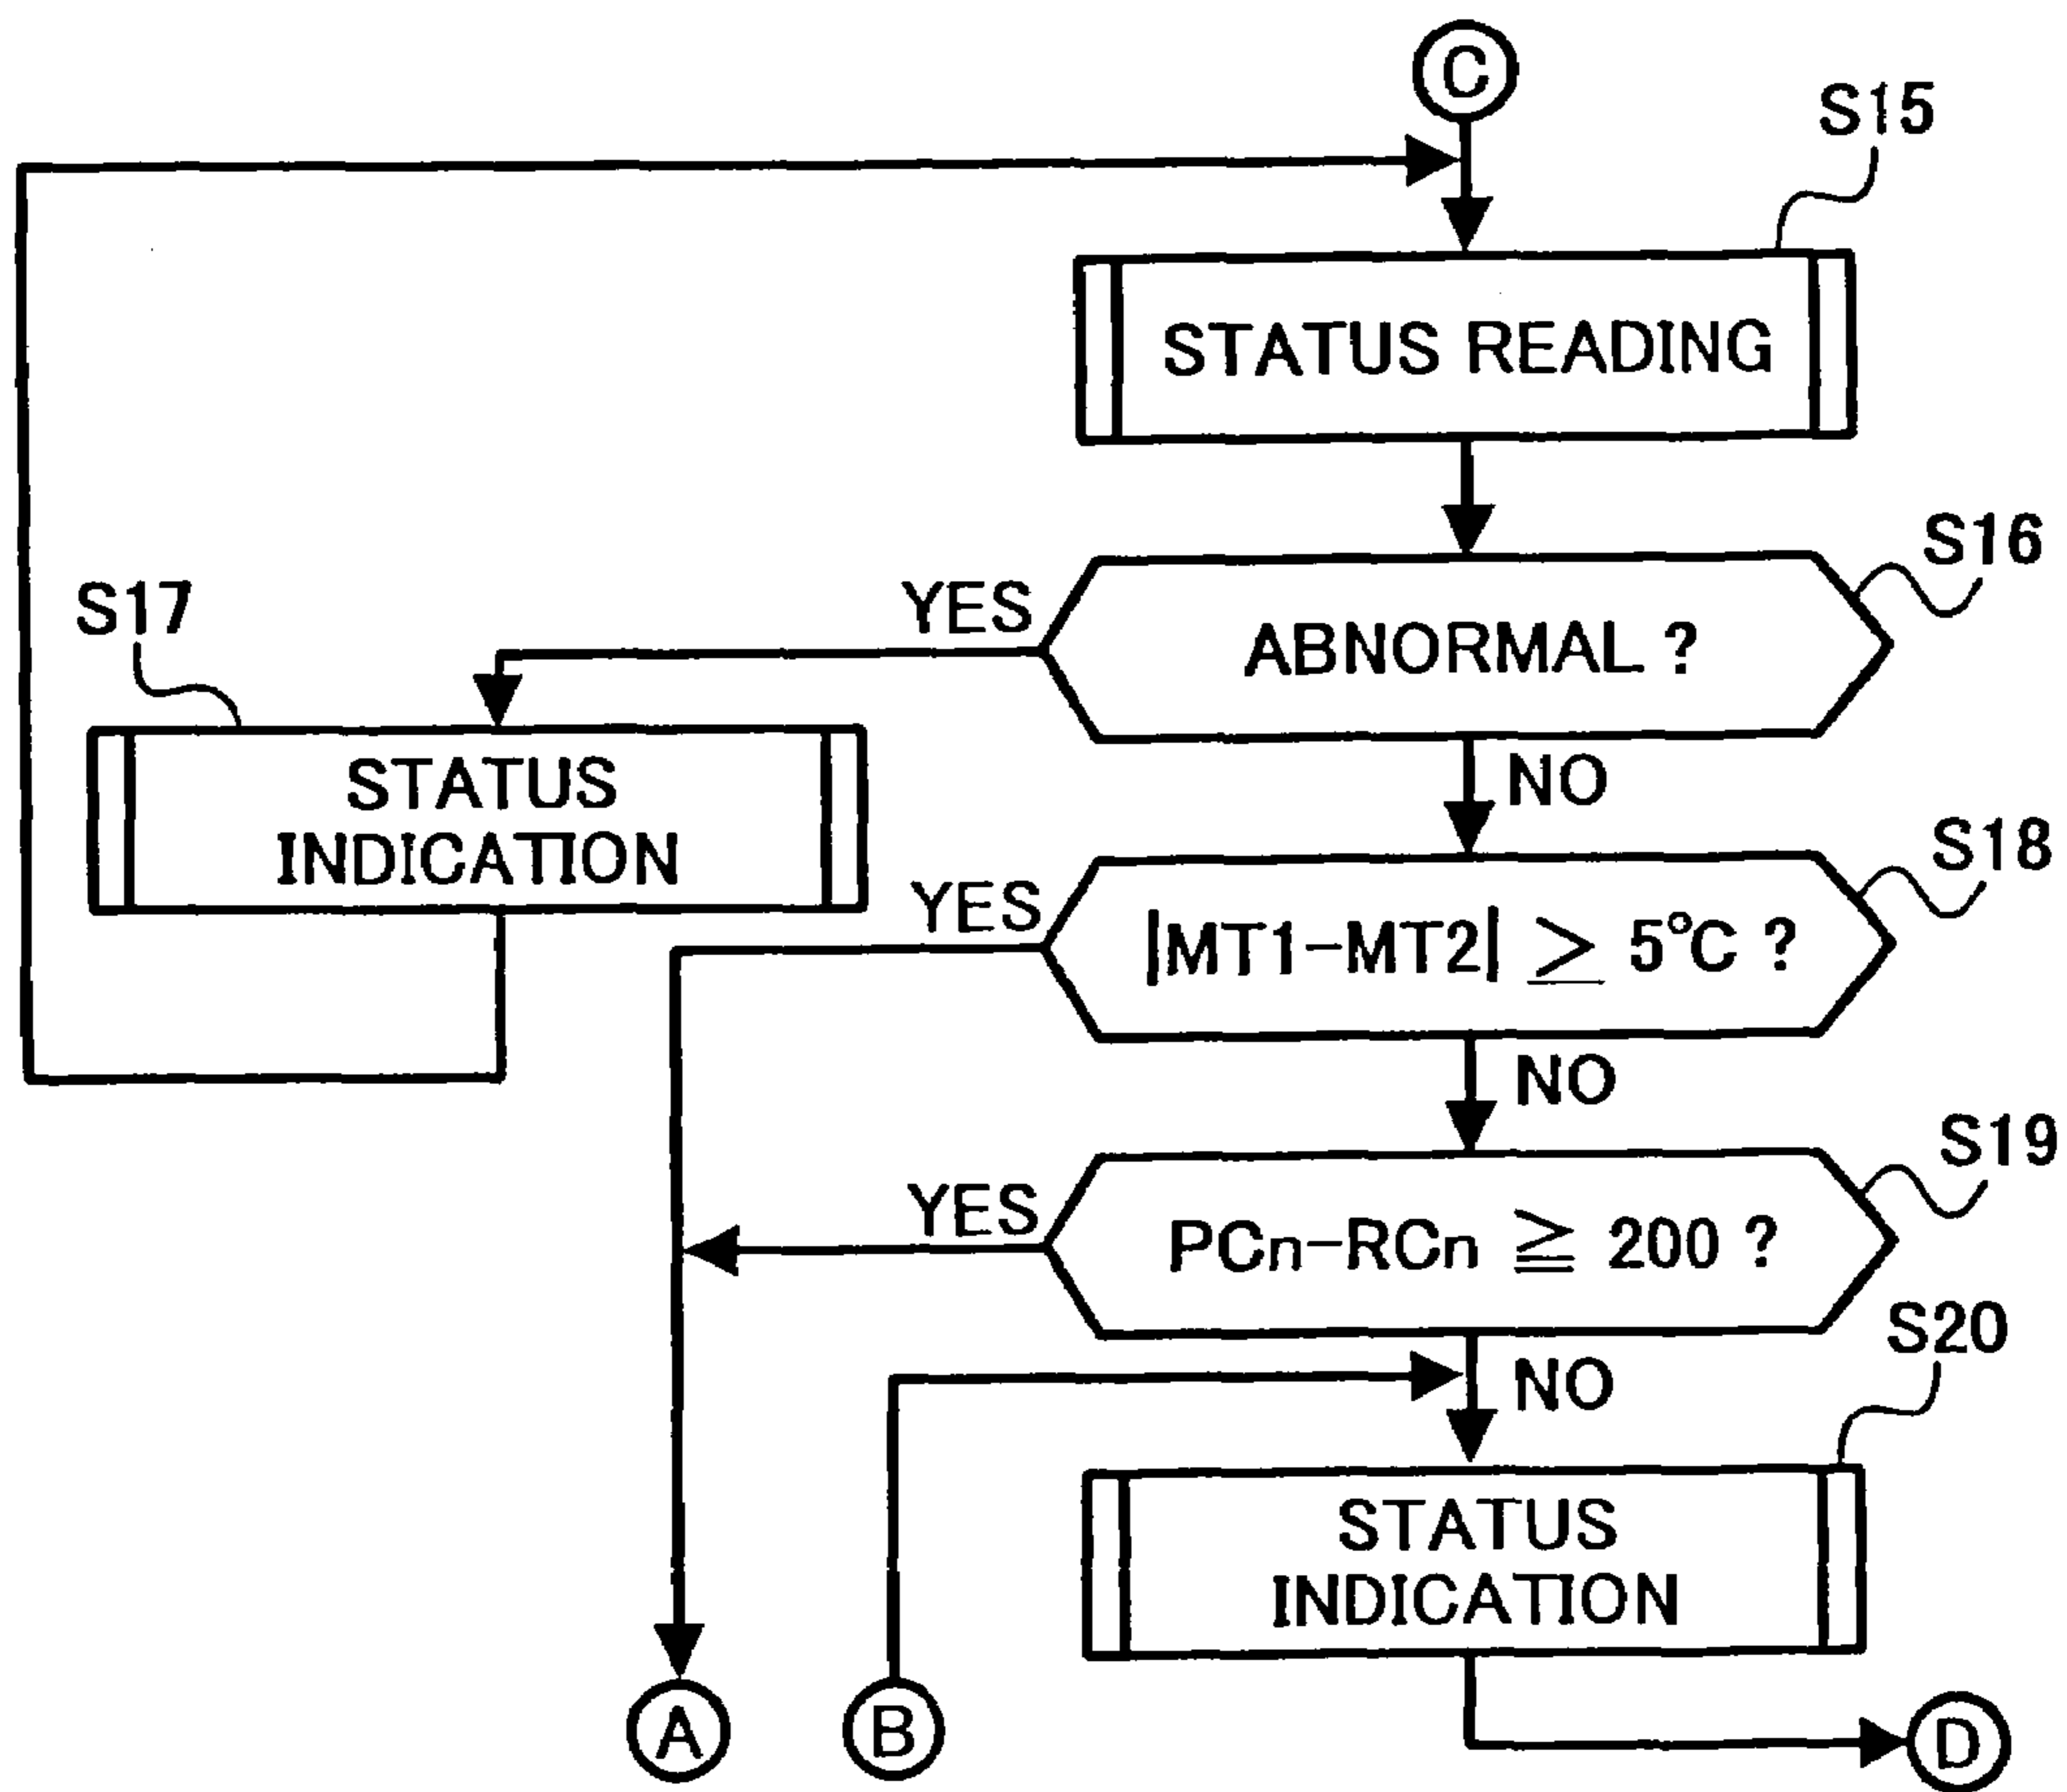 C
S15
STATUS READING
S16
YES
ABNORMAL ?
S17
NO
STATUS
INDICATION
S18
YES
|MT1-MT2| ≥ 5°C ?
NO
S19
YES
PCn-RCn ≧ 200 ?
S20
NO
STATUS
INDICATION
A
B
D